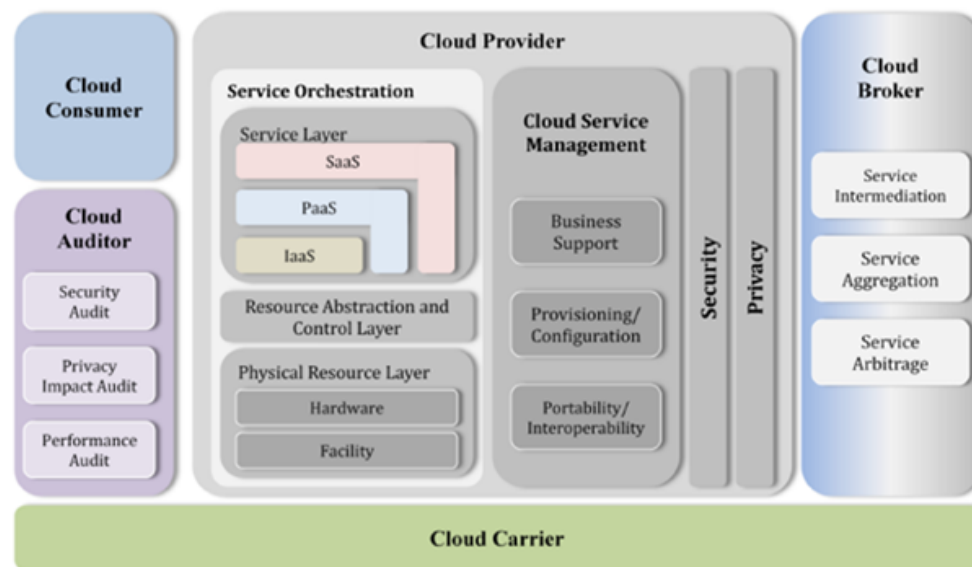 Cloud
Consumer
Cloud
Auditor
Security
Audit
Privacy
Impact Audit
Performance
Audit
Cloud Provider
Service Orchestration
Service Layer
SaaS
PaaS
IaaS
Resource Abstraction and
Control Layer
Physical Resource Layer
Hardware
Facility
Cloud Service
Management
Business
Support
Provisioning/
Configuration
Portability/
Interoperability
Security
Privacy
Cloud
Broker
Service
Intermediation
Service
Aggregation
Service
Arbitrage
Cloud Carrier